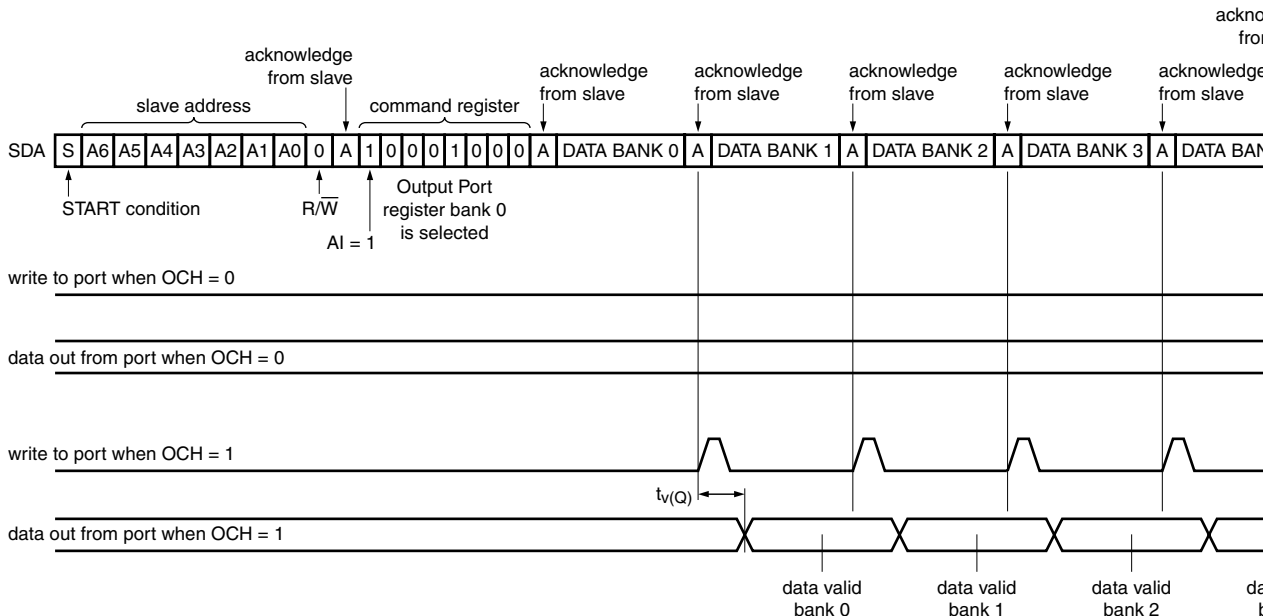 ackno
fron
acknowledge
from slave
acknowledge
from slave
acknowledge
from slave
acknowledge
from slave
acknowledge
from slave
acknowledge
from slave
slave address
command register
SDA S A6 A5 A4 A3 A2 A1 A0 0 A 1 0 0 0 1 0 0 0 A DATA BANK 0 A DATA BANK 1 A DATA BANK 2 A DATA BANK 3 A DATA BAN
START condition
R/W̅
AI = 1
Output Port
register bank 0
is selected
write to port when OCH = 0
data out from port when OCH = 0
write to port when OCH = 1
tv(Q)
data out from port when OCH = 1
data valid
bank 0
data valid
bank 1
data valid
bank 2
da
b